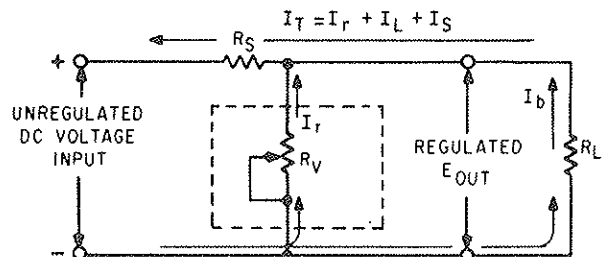 I_T = I_r + I_L + I_S
R_S
+
UNREGULATED
DC VOLTAGE
INPUT
I_r
R_V
REGULATED
E_OUT
I_b
R_L
−